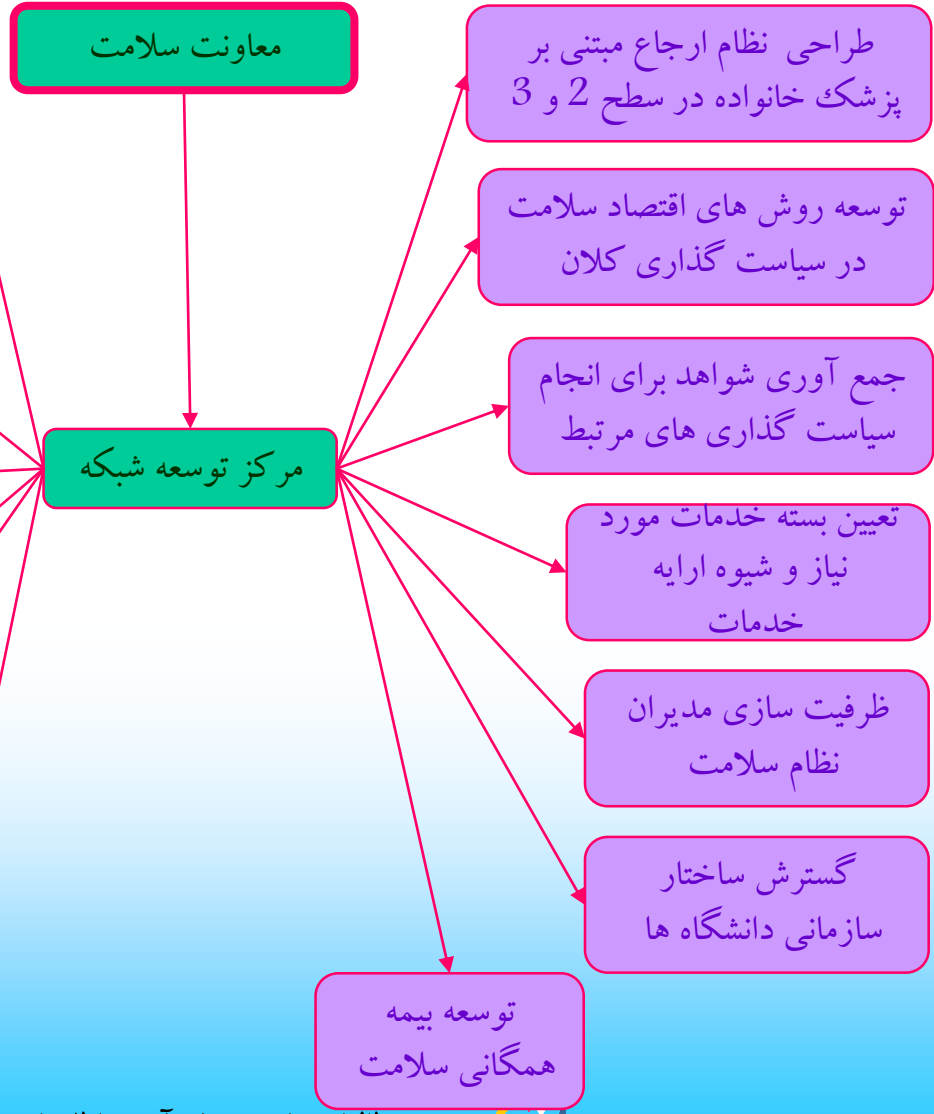 معاونت سلامت
طراحی نظام ارجاع مبتنی بر
پزشک خانواده در سطح 2 و 3
توسعه روش های اقتصاد سلامت
در سیاست گذاری کلان
جمع آوری شواهد برای انجام
سیاست گذاری های مرتبط
مرکز توسعه شبکه
تعیین بسته خدمات مورد
نیاز و شیوه ارایه
خدمات
ظرفیت سازی مدیران
نظام سلامت
گسترش ساختار
سازمانی دانشگاه ها
توسعه بیمه
همگانی سلامت